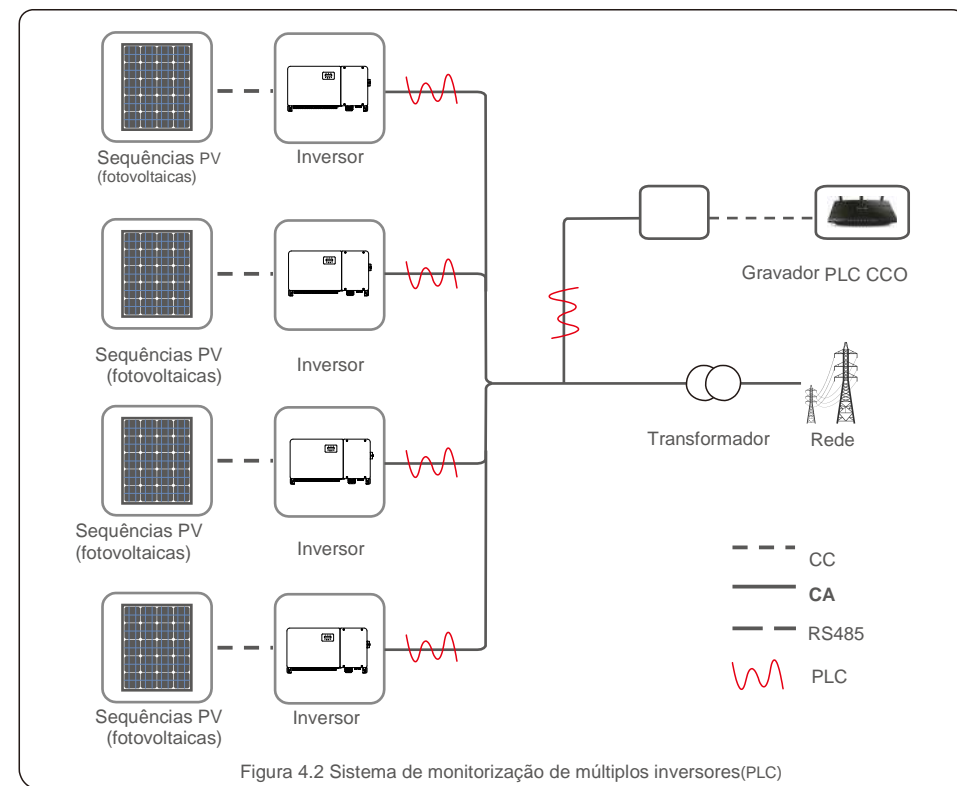 Sequências PV
(fotovoltaicas)
Inversor
Sequências PV
(fotovoltaicas)
Inversor
Sequências PV
(fotovoltaicas)
Inversor
Sequências PV
(fotovoltaicas)
Inversor
Gravador PLC CCO
Transformador
Rede
CC
CA
RS485
PLC
Figura 4.2 Sistema de monitorização de múltiplos inversores(PLC)